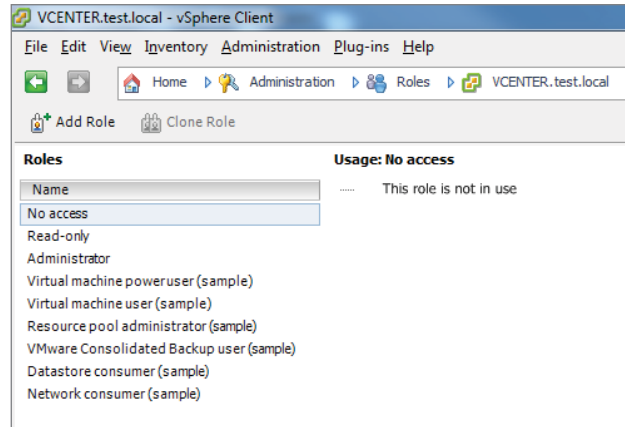 VCENTER.test.local - vSphere Client
File Edit View Inventory Administration Plug-ins Help
Home Administration Roles VCENTER.test.local
Add Role Clone Role
Roles
Name
No access
Read-only
Administrator
Virtual machine power user (sample)
Virtual machine user (sample)
Resource pool administrator (sample)
VMware Consolidated Backup user (sample)
Datastore consumer (sample)
Network consumer (sample)
Usage: No access
This role is not in use